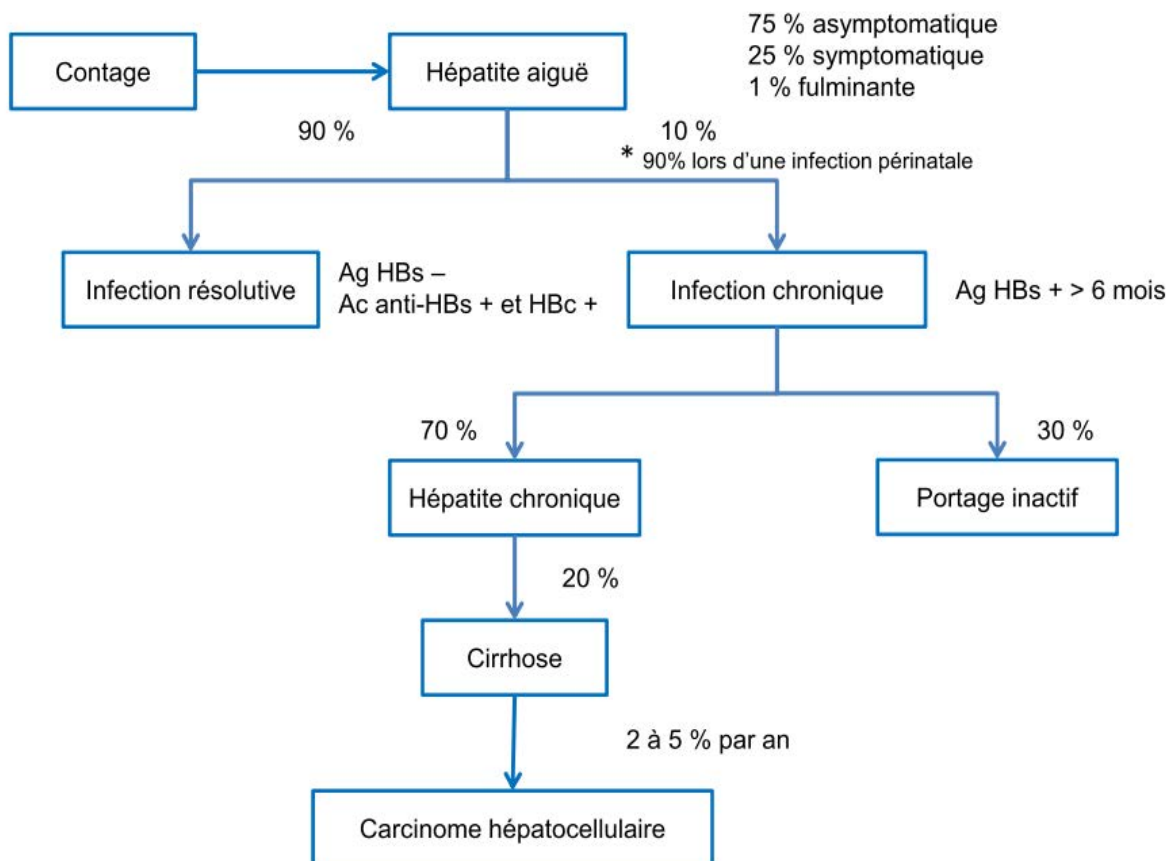 75 % asymptomatique
25 % symptomatique
1 % fulminante
Contage
Hépatite aiguë
90 %
10 %
* 90% lors d'une infection périnatale
Infection résolutive
Ag HBs –
Ac anti-HBs + et HBc +
Infection chronique
Ag HBs + > 6 mois
70 %
30 %
Hépatite chronique
Portage inactif
20 %
Cirrhose
2 à 5 % par an
Carcinome hépatocellulaire